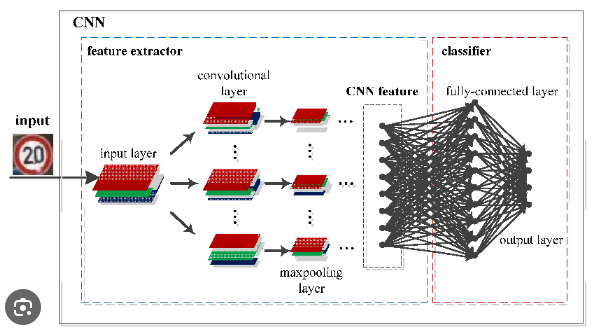 CNN
feature extractor
classifier
convolutional
layer
fully-connected layer
CNN feature
input
20
input layer
output layer
maxpooling
layer